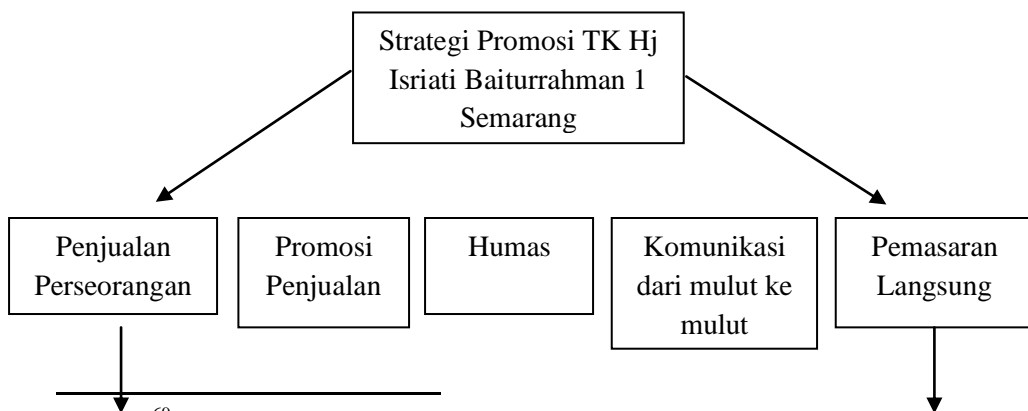 Strategi Promosi TK Hj
Isriati Baiturrahman 1
Semarang
Penjualan
Perseorangan
Promosi
Penjualan
Humas
Komunikasi
dari mulut ke
mulut
Pemasaran
Langsung